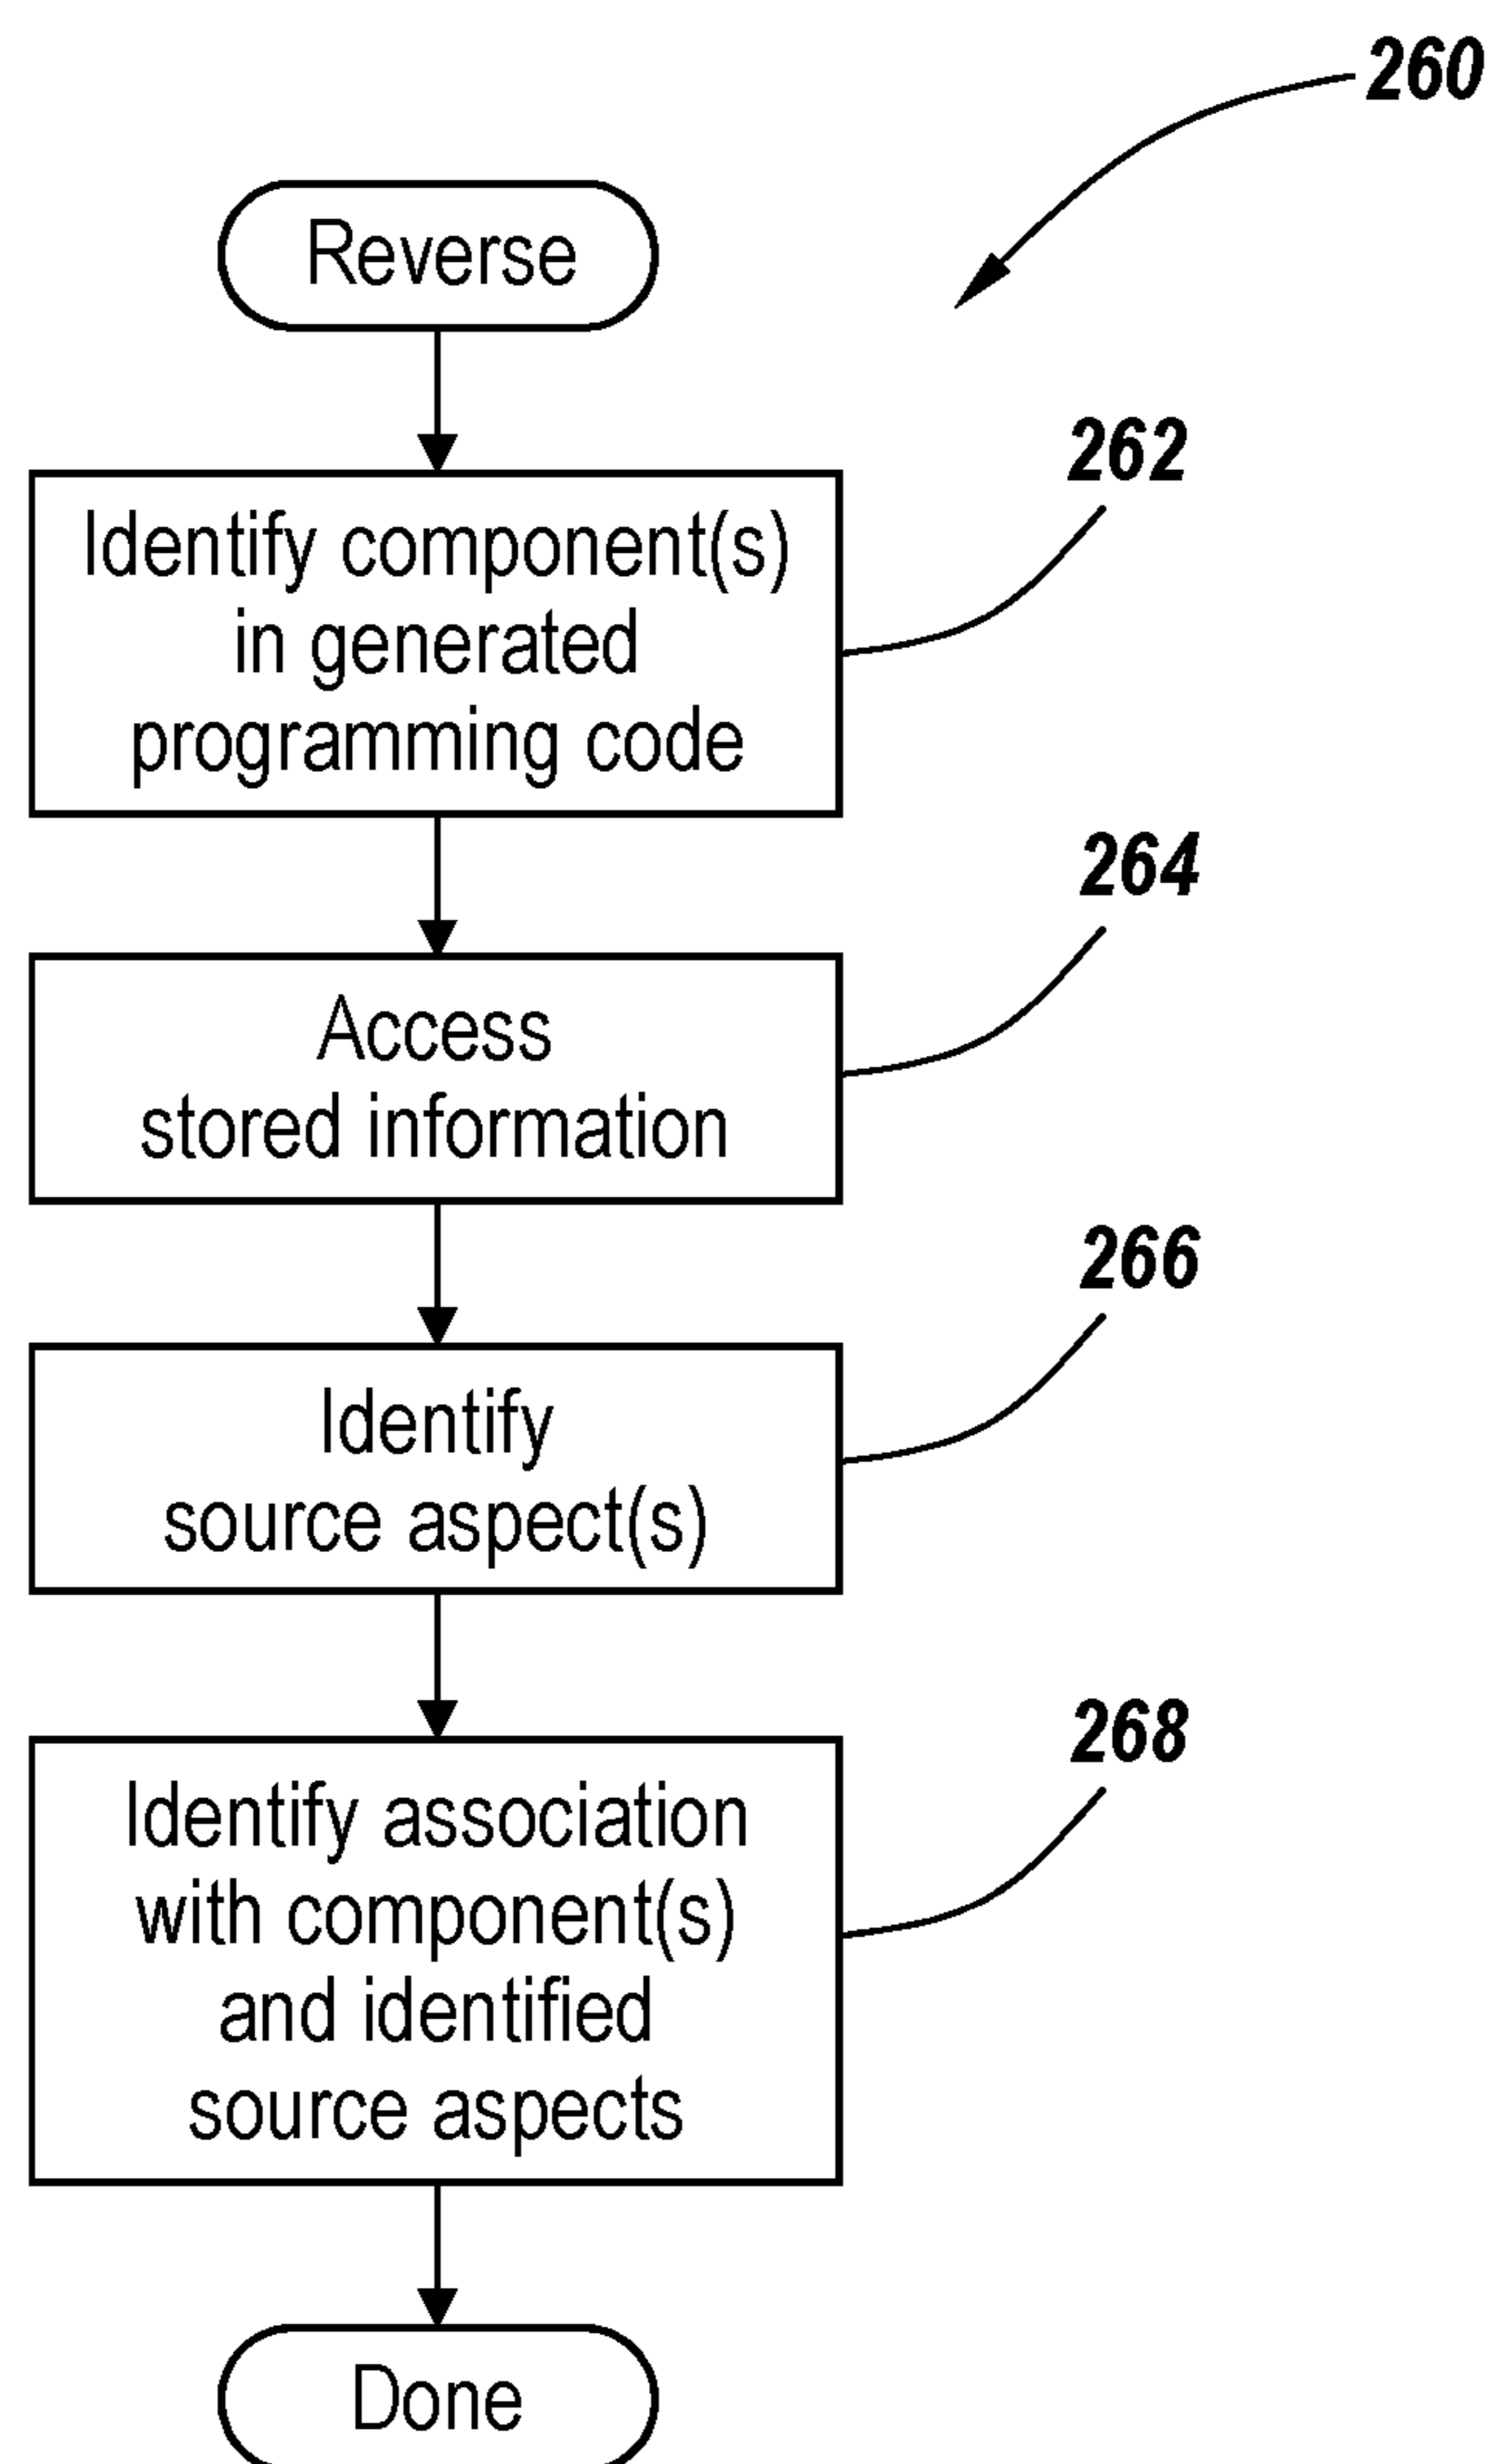 260
Reverse
262
Identify component(s)
in generated
programming code
264
Access
stored information
266
Identify
source aspect(s)
268
Identify association
with component(s)
and identified
source aspects
Done